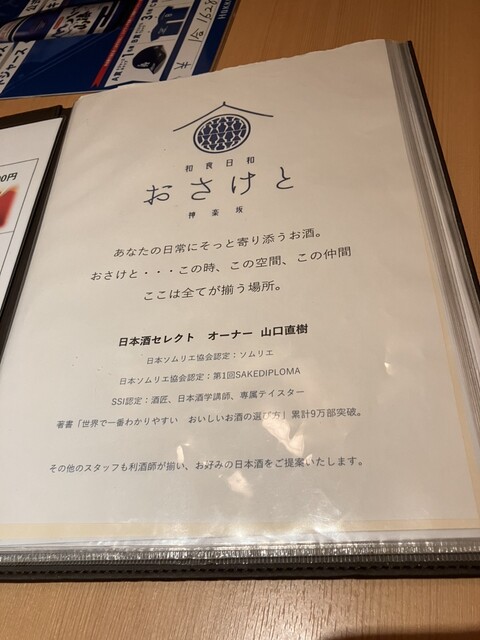 和食日和
おさけと
神楽坂
あなたの日常にそっと寄り添うお酒。
おさけと・・・この時、この空間、この仲間
ここは全てが揃う場所。
日本酒セレクト　オーナー 山口直樹
日本ソムリエ協会認定：ソムリエ
日本ソムリエ協会認定：第1回SAKEDIPLOMA
SSI認定：酒匠、日本酒学講師、専属テイスター
著書「世界で一番わかりやすい　おいしいお酒の選び方」累計9万部突破。
その他のスタッフも利酒師が揃い、お好みの日本酒をご提案いたします。